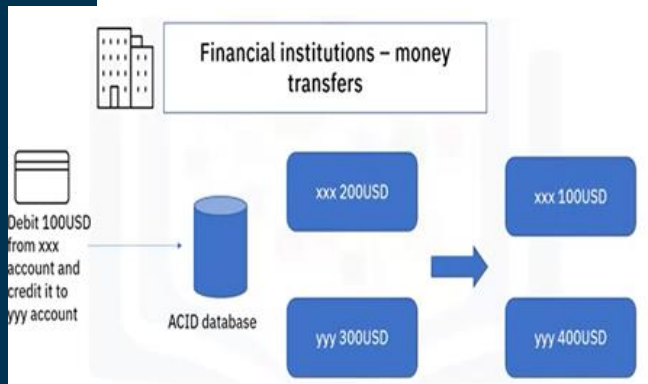 Financial institutions – money
transfers
Debit 100USD
from xxx
account and
credit it to
yyy account
ACID database
xxx 200USD
xxx 100USD
yyy 300USD
yyy 400USD